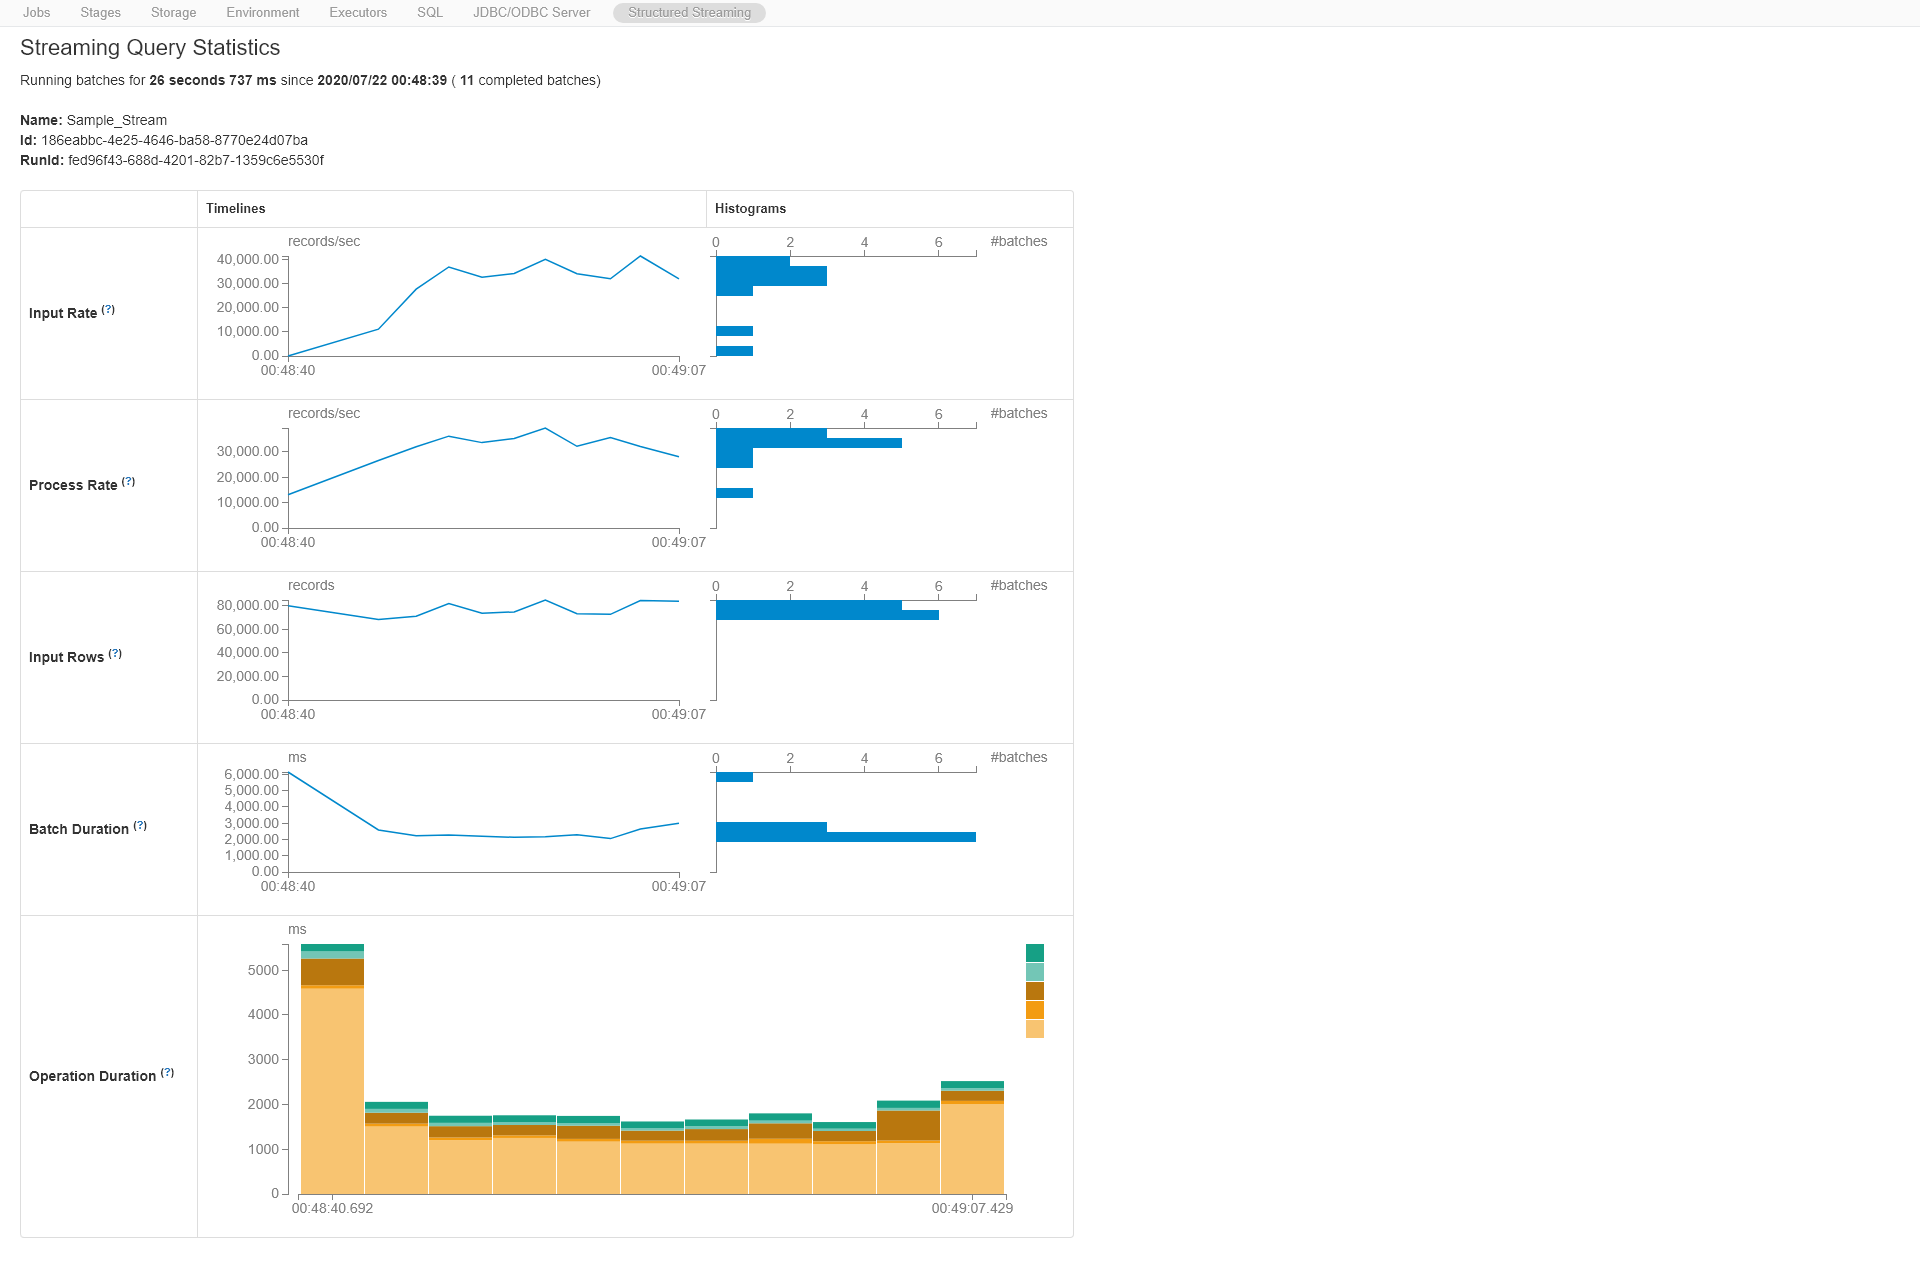 Jobs Stages Storage Environment Executors SQL JDBC/ODBC Server Structured Streaming
Streaming Query Statistics
Running batches for 26 seconds 737 ms since 2020/07/22 00:48:39 ( 11 completed batches)
Name: Sample_Stream
Id: 186eabbc-4e25-4646-ba58-8770e24d07ba
RunId: fed96f43-688d-4201-82b7-1359c6e5530f
Timelines Histograms
Input Rate (?)
records/sec
40,000.00
30,000.00
20,000.00
10,000.00
0.00
00:48:40 00:49:07
0 2 4 6 #batches
Process Rate (?)
records/sec
30,000.00
20,000.00
10,000.00
0.00
00:48:40 00:49:07
0 2 4 6 #batches
Input Rows (?)
records
80,000.00
60,000.00
40,000.00
20,000.00
0.00
00:48:40 00:49:07
0 2 4 6 #batches
Batch Duration (?)
ms
6,000.00
5,000.00
4,000.00
3,000.00
2,000.00
1,000.00
0.00
00:48:40 00:49:07
0 2 4 6 #batches
Operation Duration (?)
ms
5000
4000
3000
2000
1000
0
00:48:40.692 00:49:07.429